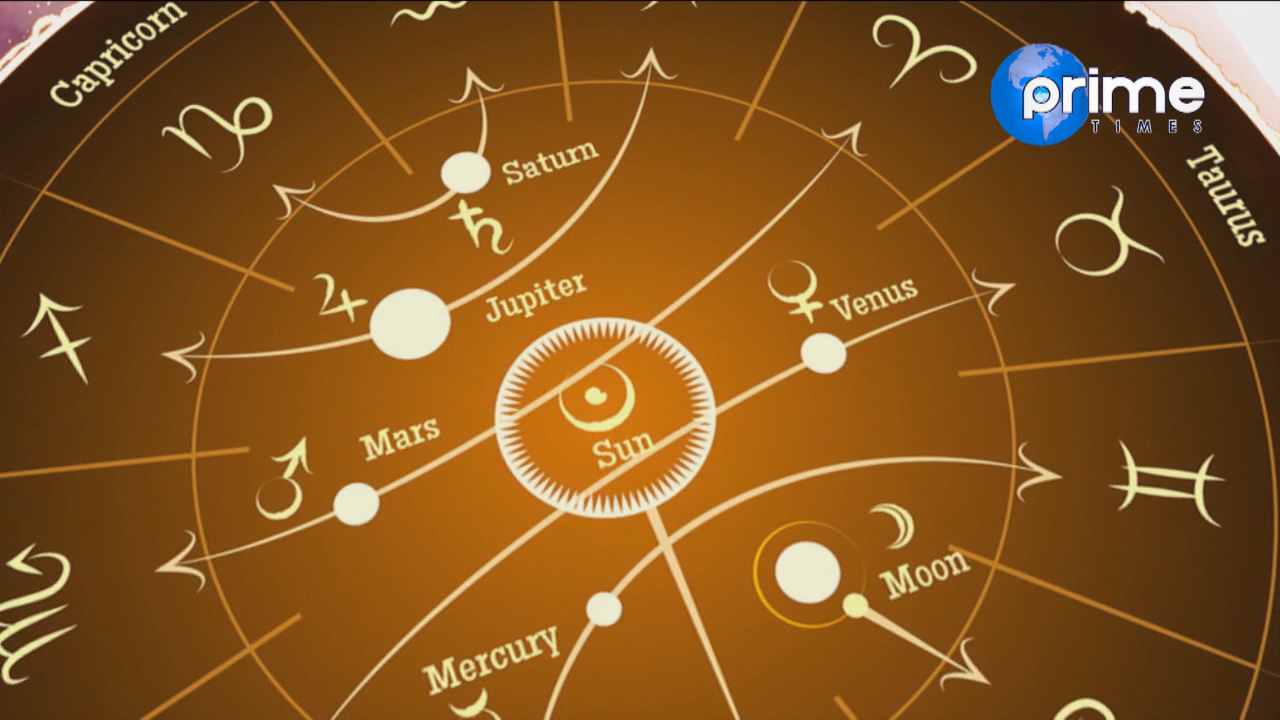 Capricorn
prime
TIMES
Taurus
Saturn
Jupiter
Venus
Mars
Sun
Moon
Mercury